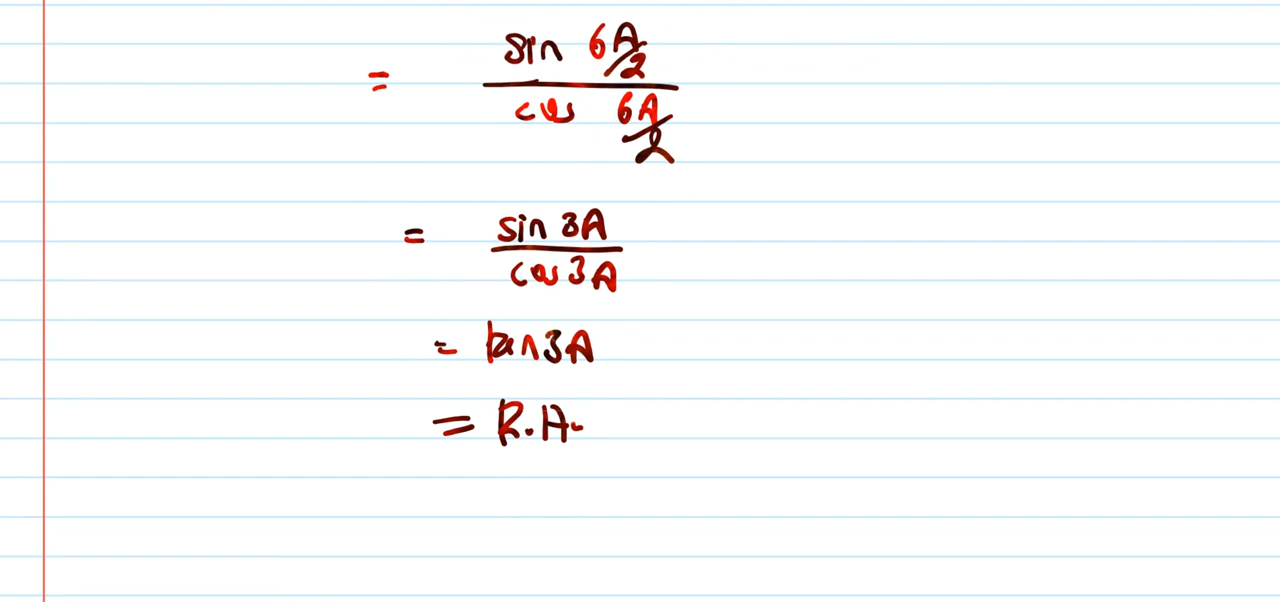 = sin 6A/2
cos 6A/2
= sin 3A
cos 3A
= tan 3A
= R.H.